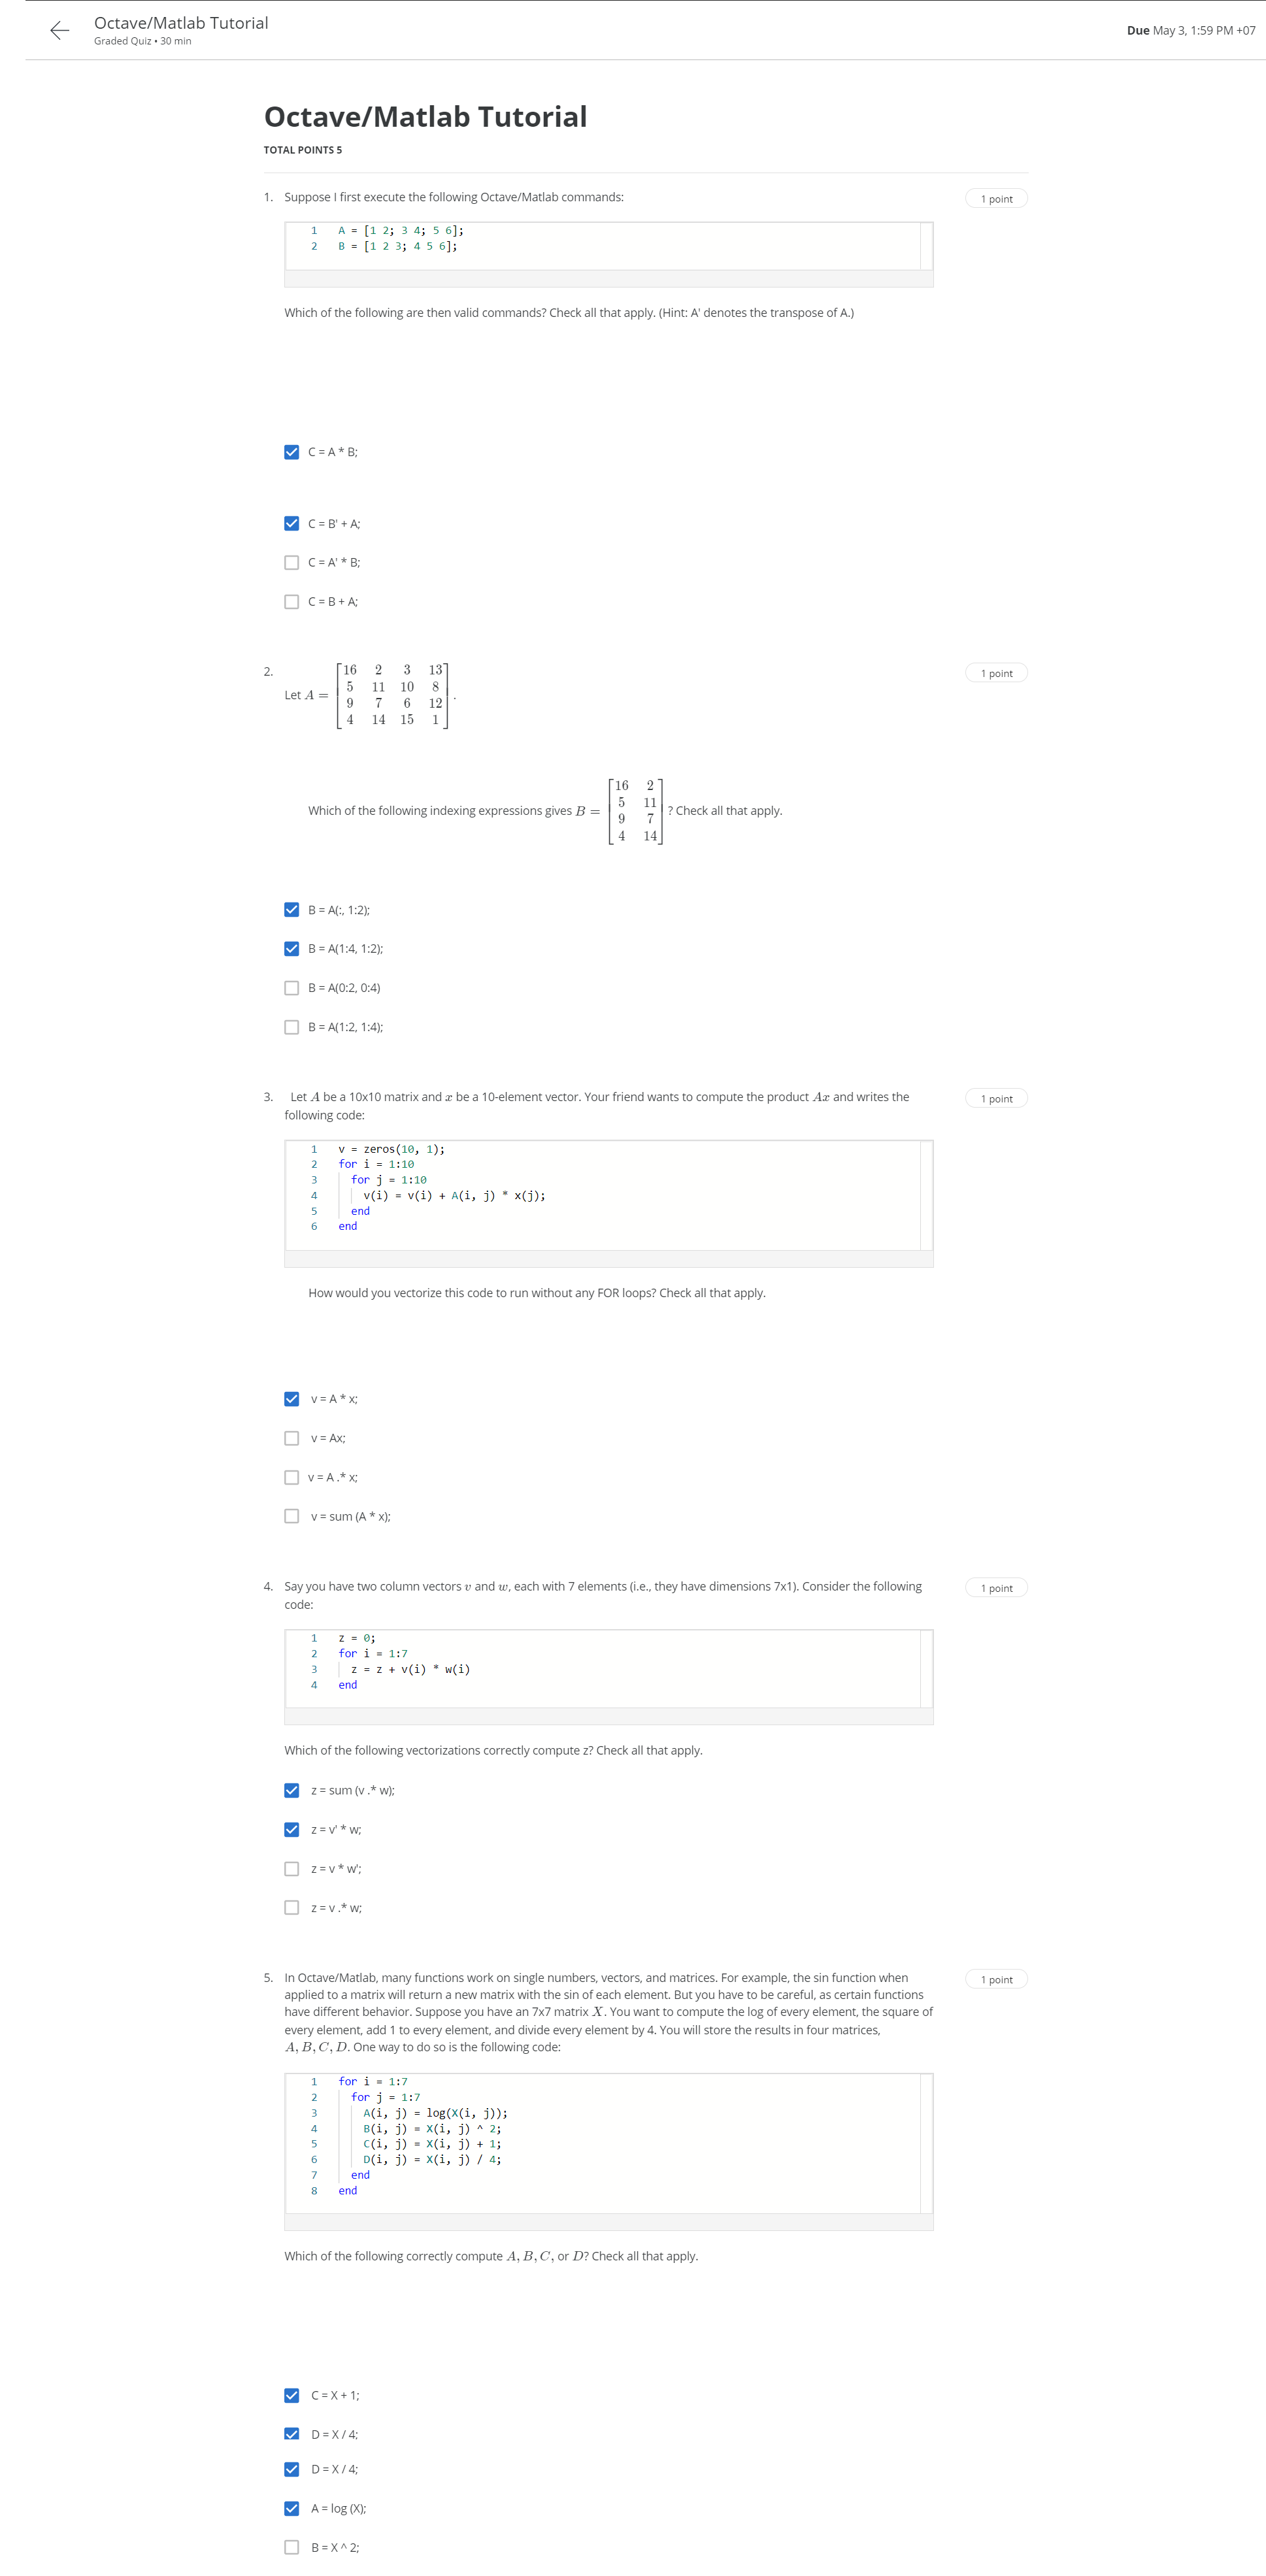 Octave/Matlab Tutorial
Graded Quiz • 30 min
Due May 3, 1:59 PM +07
Octave/Matlab Tutorial
TOTAL POINTS 5
1. Suppose I first execute the following Octave/Matlab commands:
1 point
1 A = [1 2; 3 4; 5 6];
2 B = [1 2 3; 4 5 6];
Which of the following are then valid commands? Check all that apply. (Hint: A' denotes the transpose of A.)
C = A * B;
C = B' + A;
C = A' * B;
C = B + A;
2.
1 point
Let A =
16 2 3 13
5 11 10 8
9 7 6 12
4 14 15 1
.
Which of the following indexing expressions gives B =
16 2
5 11
9 7
4 14
? Check all that apply.
B = A(:, 1:2);
B = A(1:4, 1:2);
B = A(0:2, 0:4)
B = A(1:2, 1:4);
3. Let A be a 10x10 matrix and x be a 10-element vector. Your friend wants to compute the product Ax and writes the
1 point
following code:
1 v = zeros(10, 1);
2 for i = 1:10
3 for j = 1:10
4 v(i) = v(i) + A(i, j) * x(j);
5 end
6 end
How would you vectorize this code to run without any FOR loops? Check all that apply.
v = A * x;
v = Ax;
v = A .* x;
v = sum (A * x);
4. Say you have two column vectors v and w, each with 7 elements (i.e., they have dimensions 7x1). Consider the following
1 point
code:
1 z = 0;
2 for i = 1:7
3 z = z + v(i) * w(i)
4 end
Which of the following vectorizations correctly compute z? Check all that apply.
z = sum (v .* w);
z = v' * w;
z = v * w';
z = v .* w;
5. In Octave/Matlab, many functions work on single numbers, vectors, and matrices. For example, the sin function when
1 point
applied to a matrix will return a new matrix with the sin of each element. But you have to be careful, as certain functions
have different behavior. Suppose you have an 7x7 matrix X. You want to compute the log of every element, the square of
every element, add 1 to every element, and divide every element by 4. You will store the results in four matrices,
A, B, C, D. One way to do so is the following code:
1 for i = 1:7
2 for j = 1:7
3 A(i, j) = log(X(i, j));
4 B(i, j) = X(i, j) ^ 2;
5 C(i, j) = X(i, j) + 1;
6 D(i, j) = X(i, j) / 4;
7 end
8 end
Which of the following correctly compute A, B, C, or D? Check all that apply.
C = X + 1;
D = X / 4;
D = X / 4;
A = log (X);
B = X ^ 2;